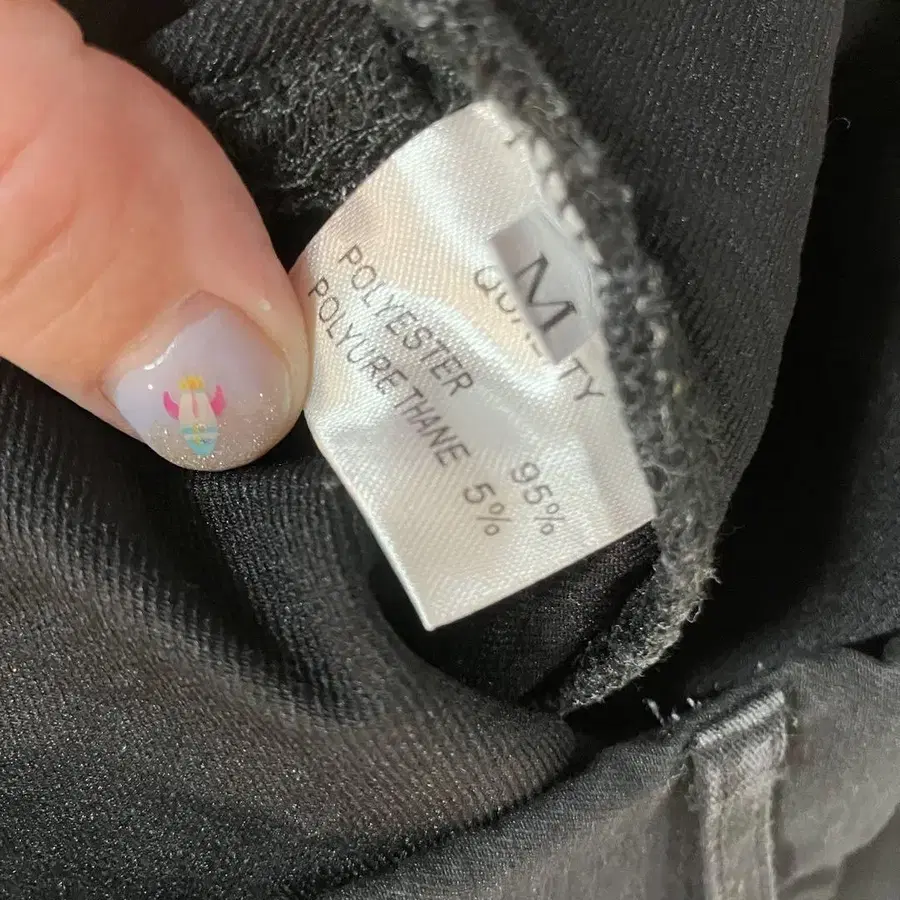 M
QUALITY
POLYESTER 95%
POLYURETHANE 5%